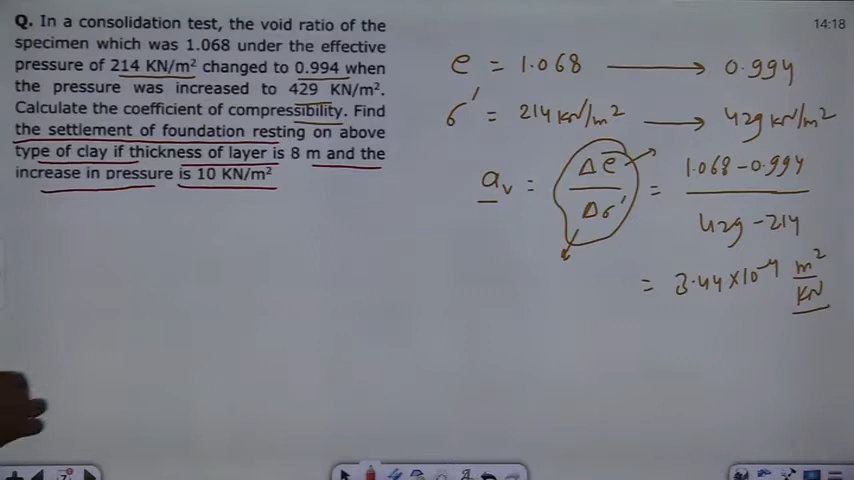 Q. In a consolidation test, the void ratio of the
specimen which was 1.068 under the effective
pressure of 214 KN/m² changed to 0.994 when
the pressure was increased to 429 KN/m².
Calculate the coefficient of compressibility. Find
the settlement of foundation resting on above
type of clay if thickness of layer is 8 m and the
increase in pressure is 10 KN/m²
14:18
e = 1.068 → 0.994
σ' = 214 kN/m² → 429 kN/m²
a_v = Δe / Δσ' = (1.068 - 0.994) / (429 - 214)
= 3.44 × 10⁻⁴ m²/KN